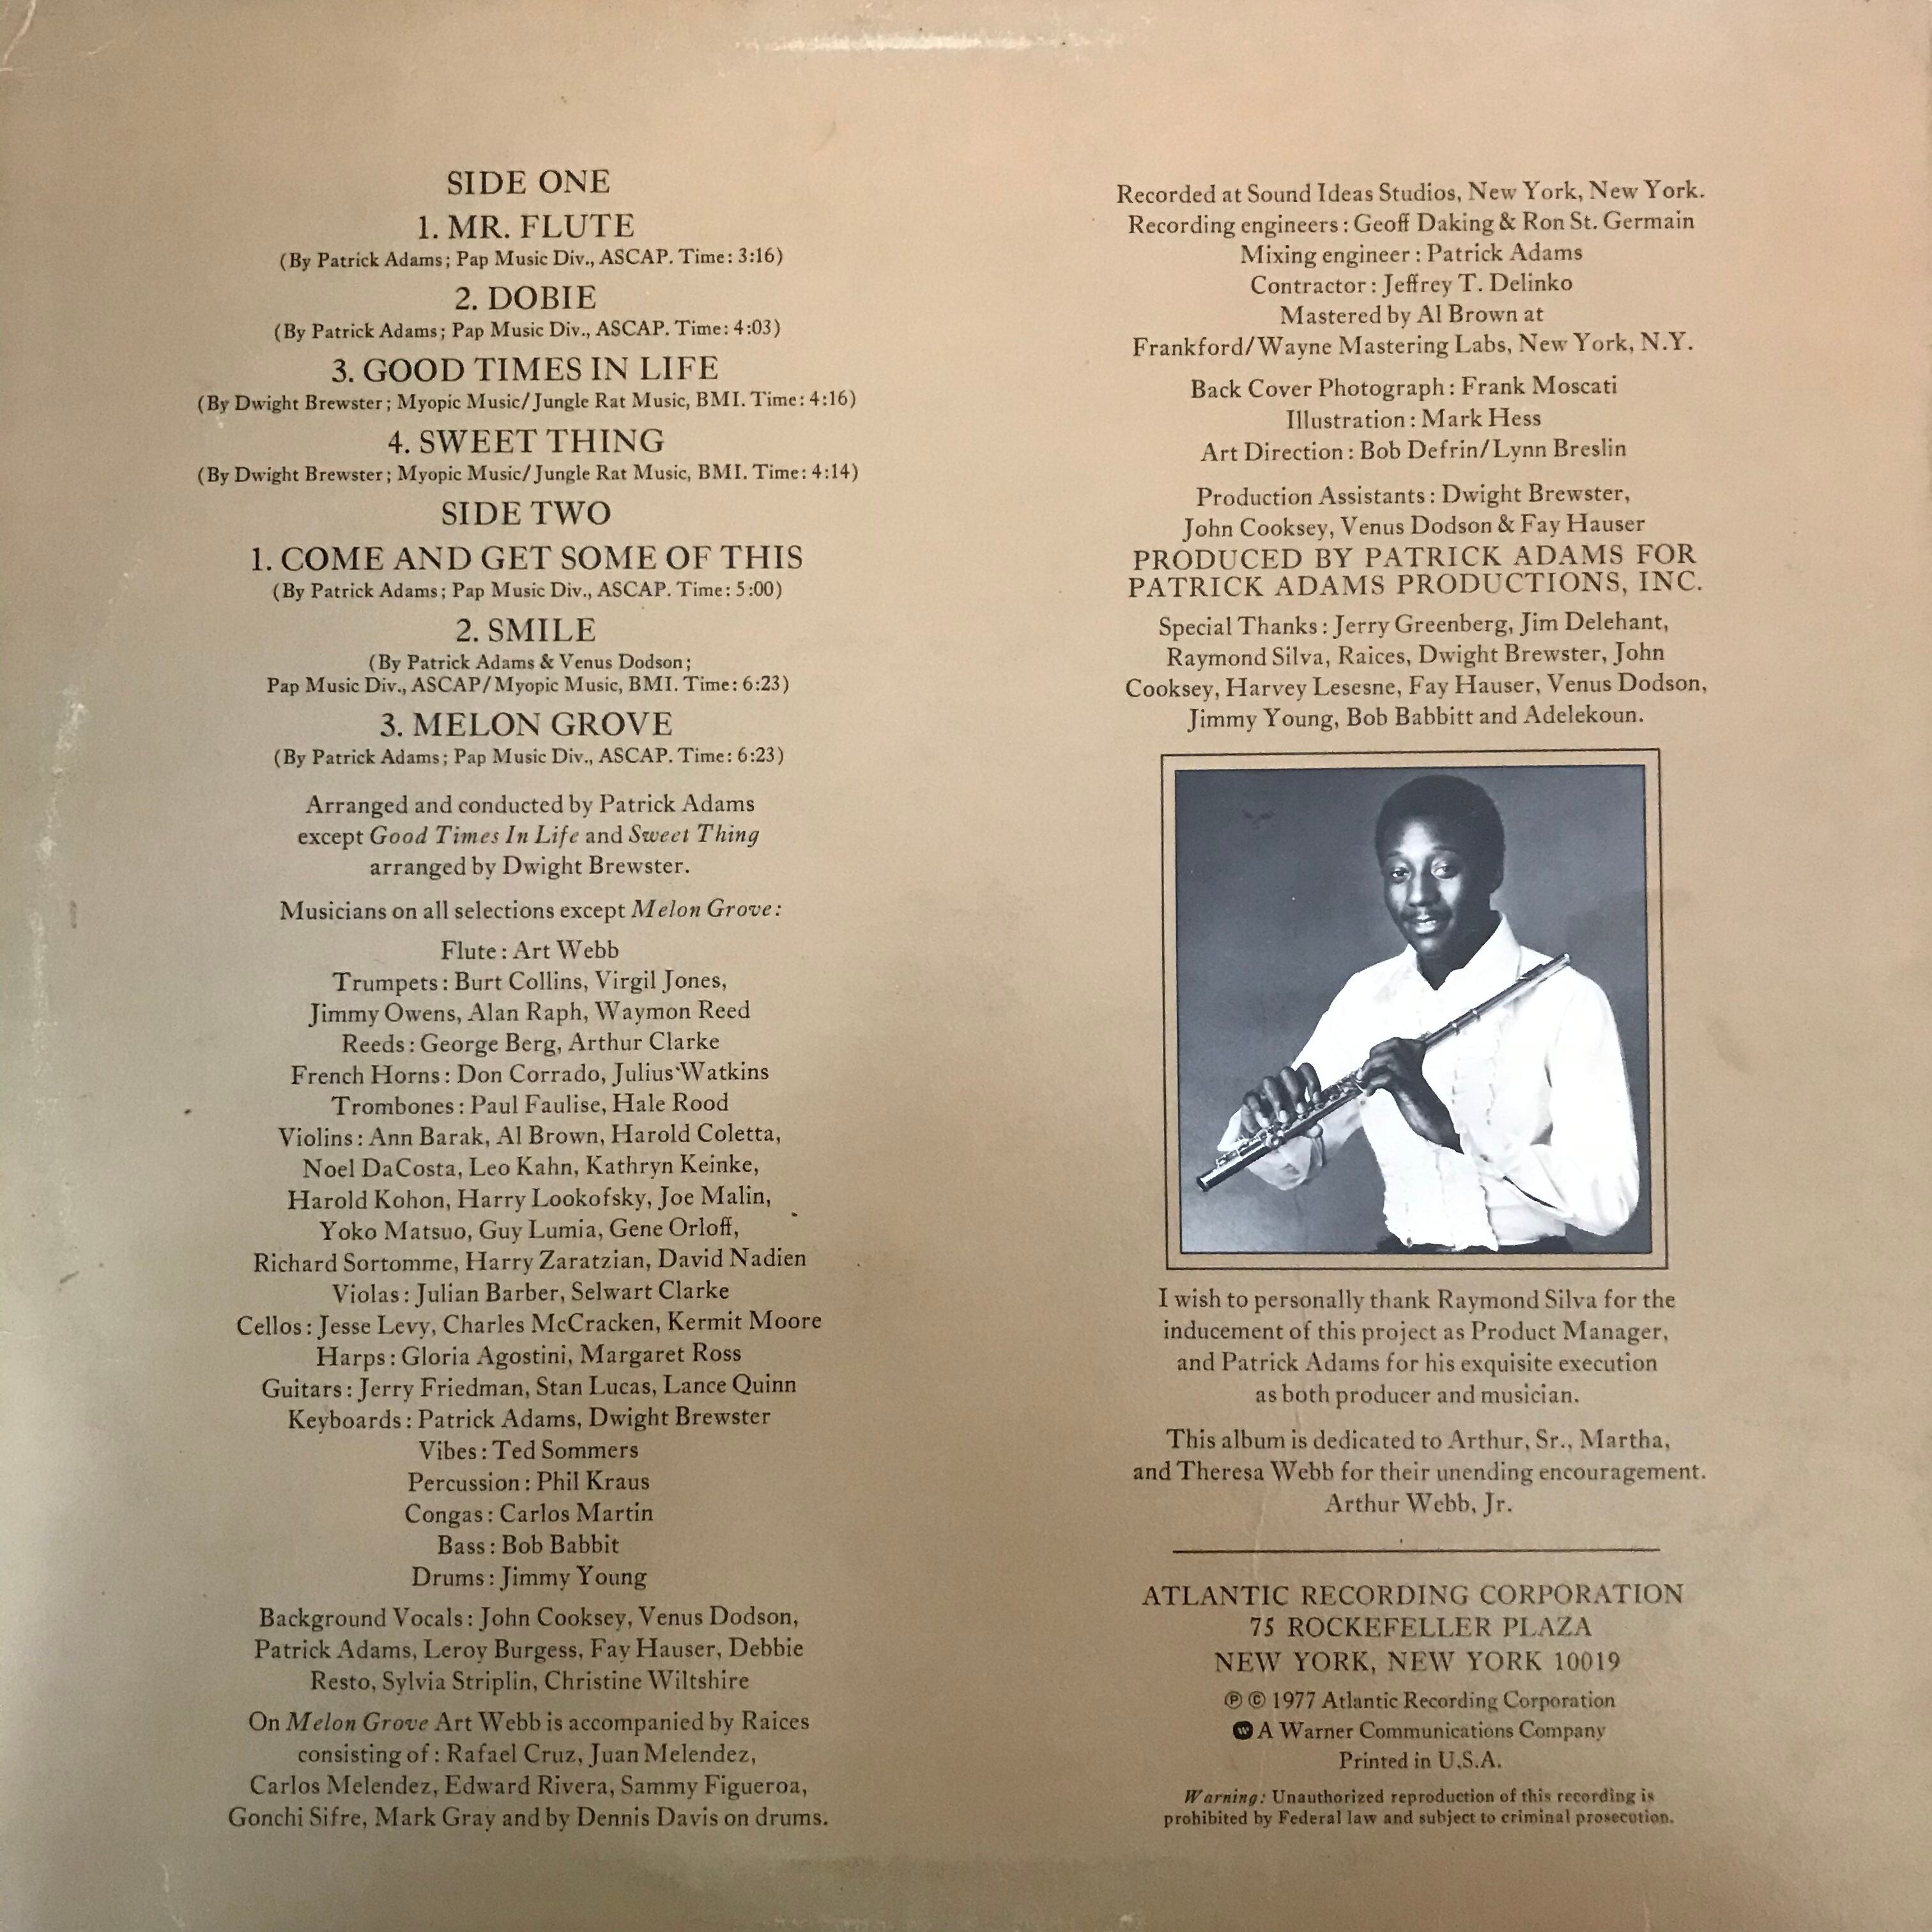 SIDE ONE
1. MR. FLUTE
(By Patrick Adams; Pap Music Div., ASCAP. Time: 3:16)
2. DOBIE
(By Patrick Adams; Pap Music Div., ASCAP. Time: 4:03)
3. GOOD TIMES IN LIFE
(By Dwight Brewster; Myopic Music/Jungle Rat Music, BMI. Time: 4:16)
4. SWEET THING
(By Dwight Brewster; Myopic Music/Jungle Rat Music, BMI. Time: 4:14)
SIDE TWO
1. COME AND GET SOME OF THIS
(By Patrick Adams; Pap Music Div., ASCAP. Time: 5:00)
2. SMILE
(By Patrick Adams & Venus Dodson;
Pap Music Div., ASCAP/Myopic Music, BMI. Time: 6:23)
3. MELON GROVE
(By Patrick Adams; Pap Music Div., ASCAP. Time: 6:23)
Arranged and conducted by Patrick Adams
except Good Times In Life and Sweet Thing
arranged by Dwight Brewster.
Musicians on all selections except Melon Grove:
Flute: Art Webb
Trumpets: Burt Collins, Virgil Jones,
Jimmy Owens, Alan Raph, Waymon Reed
Reeds: George Berg, Arthur Clarke
French Horns: Don Corrado, Julius Watkins
Trombones: Paul Faulise, Hale Rood
Violins: Ann Barak, Al Brown, Harold Coletta,
Noel DaCosta, Leo Kahn, Kathryn Keinke,
Harold Kohon, Harry Lookofsky, Joe Malin,
Yoko Matsuo, Guy Lumia, Gene Orloff,
Richard Sortomme, Harry Zaratzian, David Nadien
Violas: Julian Barber, Selwart Clarke
Cellos: Jesse Levy, Charles McCracken, Kermit Moore
Harps: Gloria Agostini, Margaret Ross
Guitars: Jerry Friedman, Stan Lucas, Lance Quinn
Keyboards: Patrick Adams, Dwight Brewster
Vibes: Ted Sommers
Percussion: Phil Kraus
Congas: Carlos Martin
Bass: Bob Babbit
Drums: Jimmy Young
Background Vocals: John Cooksey, Venus Dodson,
Patrick Adams, Leroy Burgess, Fay Hauser, Debbie
Resto, Sylvia Striplin, Christine Wiltshire
On Melon Grove Art Webb is accompanied by Raices
consisting of: Rafael Cruz, Juan Melendez,
Carlos Melendez, Edward Rivera, Sammy Figueroa,
Gonchi Sifre, Mark Gray and by Dennis Davis on drums.
Recorded at Sound Ideas Studios, New York, New York.
Recording engineers: Geoff Daking & Ron St. Germain
Mixing engineer: Patrick Adams
Contractor: Jeffrey T. Delinko
Mastered by Al Brown at
Frankford/Wayne Mastering Labs, New York, N.Y.
Back Cover Photograph: Frank Moscati
Illustration: Mark Hess
Art Direction: Bob Defrin/Lynn Breslin
Production Assistants: Dwight Brewster,
John Cooksey, Venus Dodson & Fay Hauser
PRODUCED BY PATRICK ADAMS FOR
PATRICK ADAMS PRODUCTIONS, INC.
Special Thanks: Jerry Greenberg, Jim Delehant,
Raymond Silva, Raices, Dwight Brewster, John
Cooksey, Harvey Lesesne, Fay Hauser, Venus Dodson,
Jimmy Young, Bob Babbitt and Adelekoun.
I wish to personally thank Raymond Silva for the
inducement of this project as Product Manager,
and Patrick Adams for his exquisite execution
as both producer and musician.
This album is dedicated to Arthur, Sr., Martha,
and Theresa Webb for their unending encouragement.
Arthur Webb, Jr.
ATLANTIC RECORDING CORPORATION
75 ROCKEFELLER PLAZA
NEW YORK, NEW YORK 10019
℗ © 1977 Atlantic Recording Corporation
A Warner Communications Company
Printed in U.S.A.
Warning: Unauthorized reproduction of this recording is
prohibited by Federal law and subject to criminal prosecution.